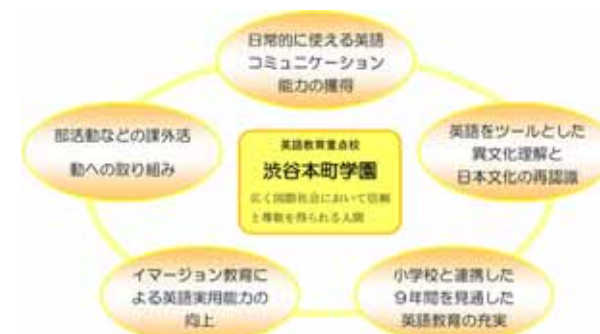 日常的に使える英語
コミュニケーション
能力の獲得
英語をツールとした
異文化理解と
日本文化の再認識
小学校と連携した
9年間を見通した
英語教育の充実
イマージョン教育に
よる英語実用能力の
向上
部活動などの課外活
動への取り組み
英語教育重点校
渋谷本町学園
広く国際社会において信頼
と尊敬を得られる人間